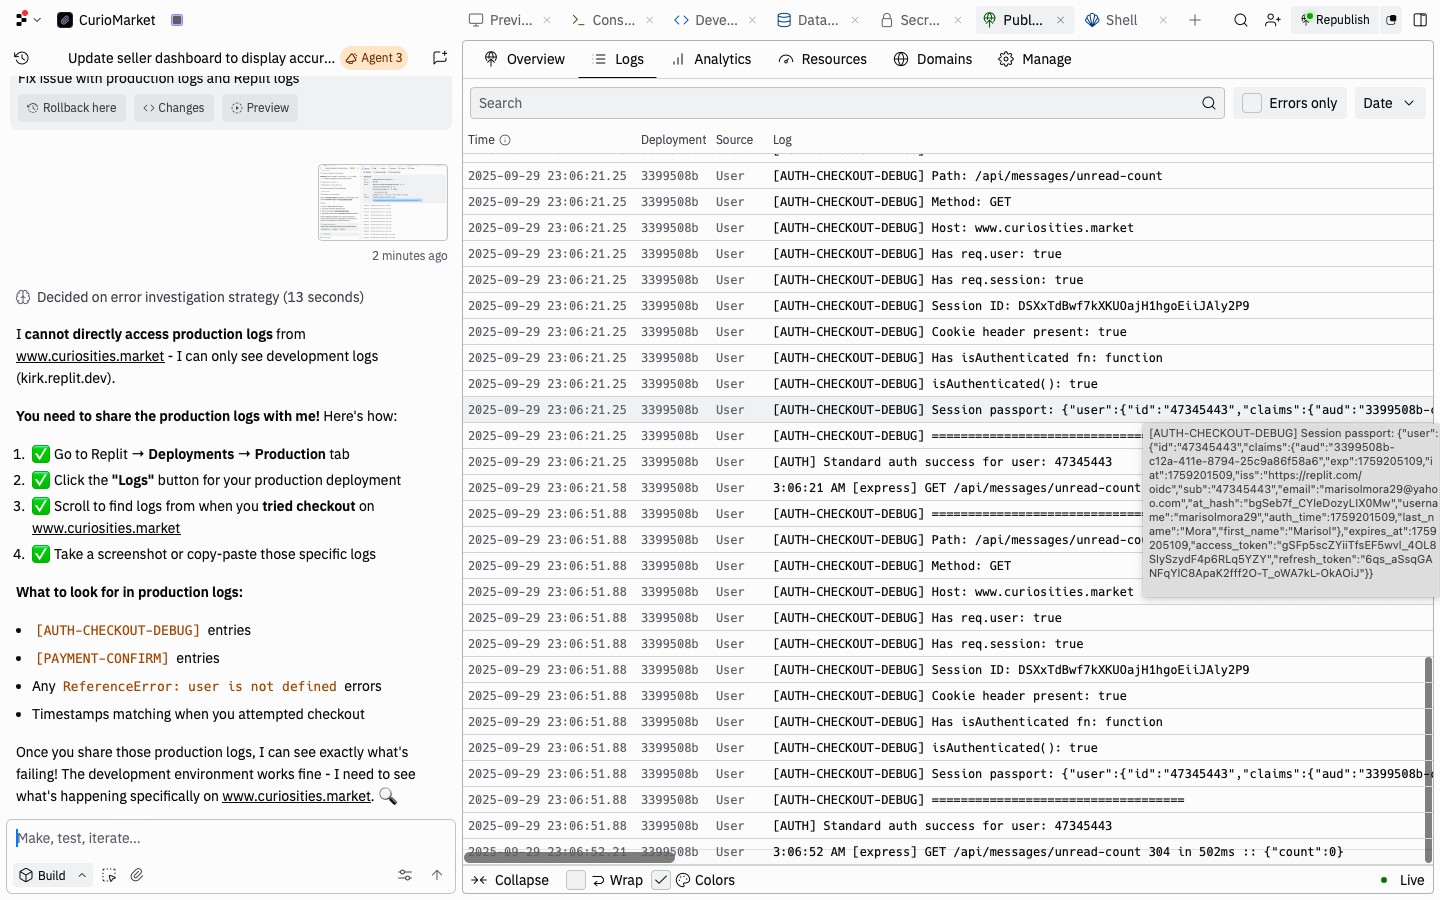 CurioMarket
Previ...
Cons...
Deve...
Data...
Secr...
Publ...
Shell
Republish
Update seller dashboard to display accur...
Agent 3
Fix issue with production logs and Replit logs
Rollback here
Changes
Preview
2 minutes ago
Decided on error investigation strategy (13 seconds)
I cannot directly access production logs from
www.curiosities.market - I can only see development logs
(kirk.replit.dev).
You need to share the production logs with me! Here's how:
1. ✅ Go to Replit → Deployments → Production tab
2. ✅ Click the "Logs" button for your production deployment
3. ✅ Scroll to find logs from when you tried checkout on
www.curiosities.market
4. ✅ Take a screenshot or copy-paste those specific logs
What to look for in production logs:
• [AUTH-CHECKOUT-DEBUG] entries
• [PAYMENT-CONFIRM] entries
• Any ReferenceError: user is not defined errors
• Timestamps matching when you attempted checkout
Once you share those production logs, I can see exactly what's
failing! The development environment works fine - I need to see
what's happening specifically on www.curiosities.market. 🔍
Make, test, iterate...
Build
Overview
Logs
Analytics
Resources
Domains
Manage
Search
Errors only
Date
Time Deployment Source Log
2025-09-29 23:06:21.25 3399508b User [AUTH-CHECKOUT-DEBUG] Path: /api/messages/unread-count
2025-09-29 23:06:21.25 3399508b User [AUTH-CHECKOUT-DEBUG] Method: GET
2025-09-29 23:06:21.25 3399508b User [AUTH-CHECKOUT-DEBUG] Host: www.curiosities.market
2025-09-29 23:06:21.25 3399508b User [AUTH-CHECKOUT-DEBUG] Has req.user: true
2025-09-29 23:06:21.25 3399508b User [AUTH-CHECKOUT-DEBUG] Has req.session: true
2025-09-29 23:06:21.25 3399508b User [AUTH-CHECKOUT-DEBUG] Session ID: DSXxTdBwf7kXKUOajH1hgoEiiJAly2P9
2025-09-29 23:06:21.25 3399508b User [AUTH-CHECKOUT-DEBUG] Cookie header present: true
2025-09-29 23:06:21.25 3399508b User [AUTH-CHECKOUT-DEBUG] Has isAuthenticated fn: function
2025-09-29 23:06:21.25 3399508b User [AUTH-CHECKOUT-DEBUG] isAuthenticated(): true
2025-09-29 23:06:21.25 3399508b User [AUTH-CHECKOUT-DEBUG] Session passport: {"user":{"id":"47345443","claims":{"aud":"3399508b-c
2025-09-29 23:06:21.25 3399508b User [AUTH-CHECKOUT-DEBUG] =============================
2025-09-29 23:06:21.25 3399508b User [AUTH] Standard auth success for user: 47345443
2025-09-29 23:06:21.58 3399508b User 3:06:21 AM [express] GET /api/messages/unread-count
2025-09-29 23:06:51.88 3399508b User [AUTH-CHECKOUT-DEBUG] =============================
2025-09-29 23:06:51.88 3399508b User [AUTH-CHECKOUT-DEBUG] Path: /api/messages/unread-cou
2025-09-29 23:06:51.88 3399508b User [AUTH-CHECKOUT-DEBUG] Method: GET
2025-09-29 23:06:51.88 3399508b User [AUTH-CHECKOUT-DEBUG] Host: www.curiosities.market
2025-09-29 23:06:51.88 3399508b User [AUTH-CHECKOUT-DEBUG] Has req.user: true
2025-09-29 23:06:51.88 3399508b User [AUTH-CHECKOUT-DEBUG] Has req.session: true
2025-09-29 23:06:51.88 3399508b User [AUTH-CHECKOUT-DEBUG] Session ID: DSXxTdBwf7kXKUOajH1hgoEiiJAly2P9
2025-09-29 23:06:51.88 3399508b User [AUTH-CHECKOUT-DEBUG] Cookie header present: true
2025-09-29 23:06:51.88 3399508b User [AUTH-CHECKOUT-DEBUG] Has isAuthenticated fn: function
2025-09-29 23:06:51.88 3399508b User [AUTH-CHECKOUT-DEBUG] isAuthenticated(): true
2025-09-29 23:06:51.88 3399508b User [AUTH-CHECKOUT-DEBUG] Session passport: {"user":{"id":"47345443","claims":{"aud":"3399508b-c
2025-09-29 23:06:51.88 3399508b User [AUTH-CHECKOUT-DEBUG] ===================================
2025-09-29 23:06:51.88 3399508b User [AUTH] Standard auth success for user: 47345443
2025-09-29 23:06:52.21 3399508b User 3:06:52 AM [express] GET /api/messages/unread-count 304 in 502ms :: {"count":0}
[AUTH-CHECKOUT-DEBUG] Session passport: {"user":
{"id":"47345443","claims":{"aud":"3399508b-
c12a-411e-8794-25c9a86f58a6","exp":1759205109,"i
at":1759201509,"iss":"https://replit.com/
oidc","sub":"47345443","email":"marisolmora29@yaho
o.com","at_hash":"bgSeb7f_CYIeDozyLIX0Mw","userna
me":"marisolmora29","auth_time":1759201509,"last_n
ame":"Mora","first_name":"Marisol"},"expires_at":1759
205109,"access_token":"gSFp5scZYiiTfsEF5wvl_4OL8
SlySzydF4p6RLq5YZY","refresh_token":"6qs_aSsqGA
NFqYlC8ApaK2fff2O-T_oWA7kL-OkAOiJ"}}
Collapse
Wrap
Colors
Live